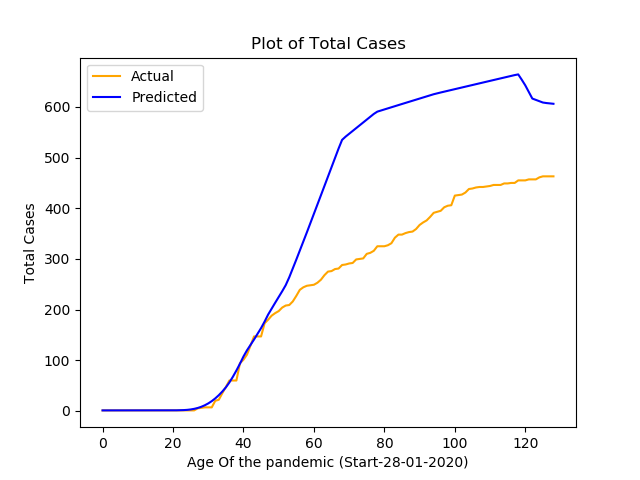 Plot of Total Cases
Actual
Predicted
600
500
400
300
200
100
0
Total Cases
0 20 40 60 80 100 120
Age Of the pandemic (Start-28-01-2020)